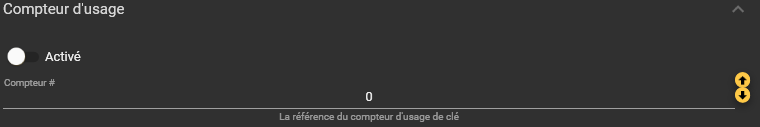 Compteur d'usage
Activé
Compteur #
0
La référence du compteur d'usage de clé